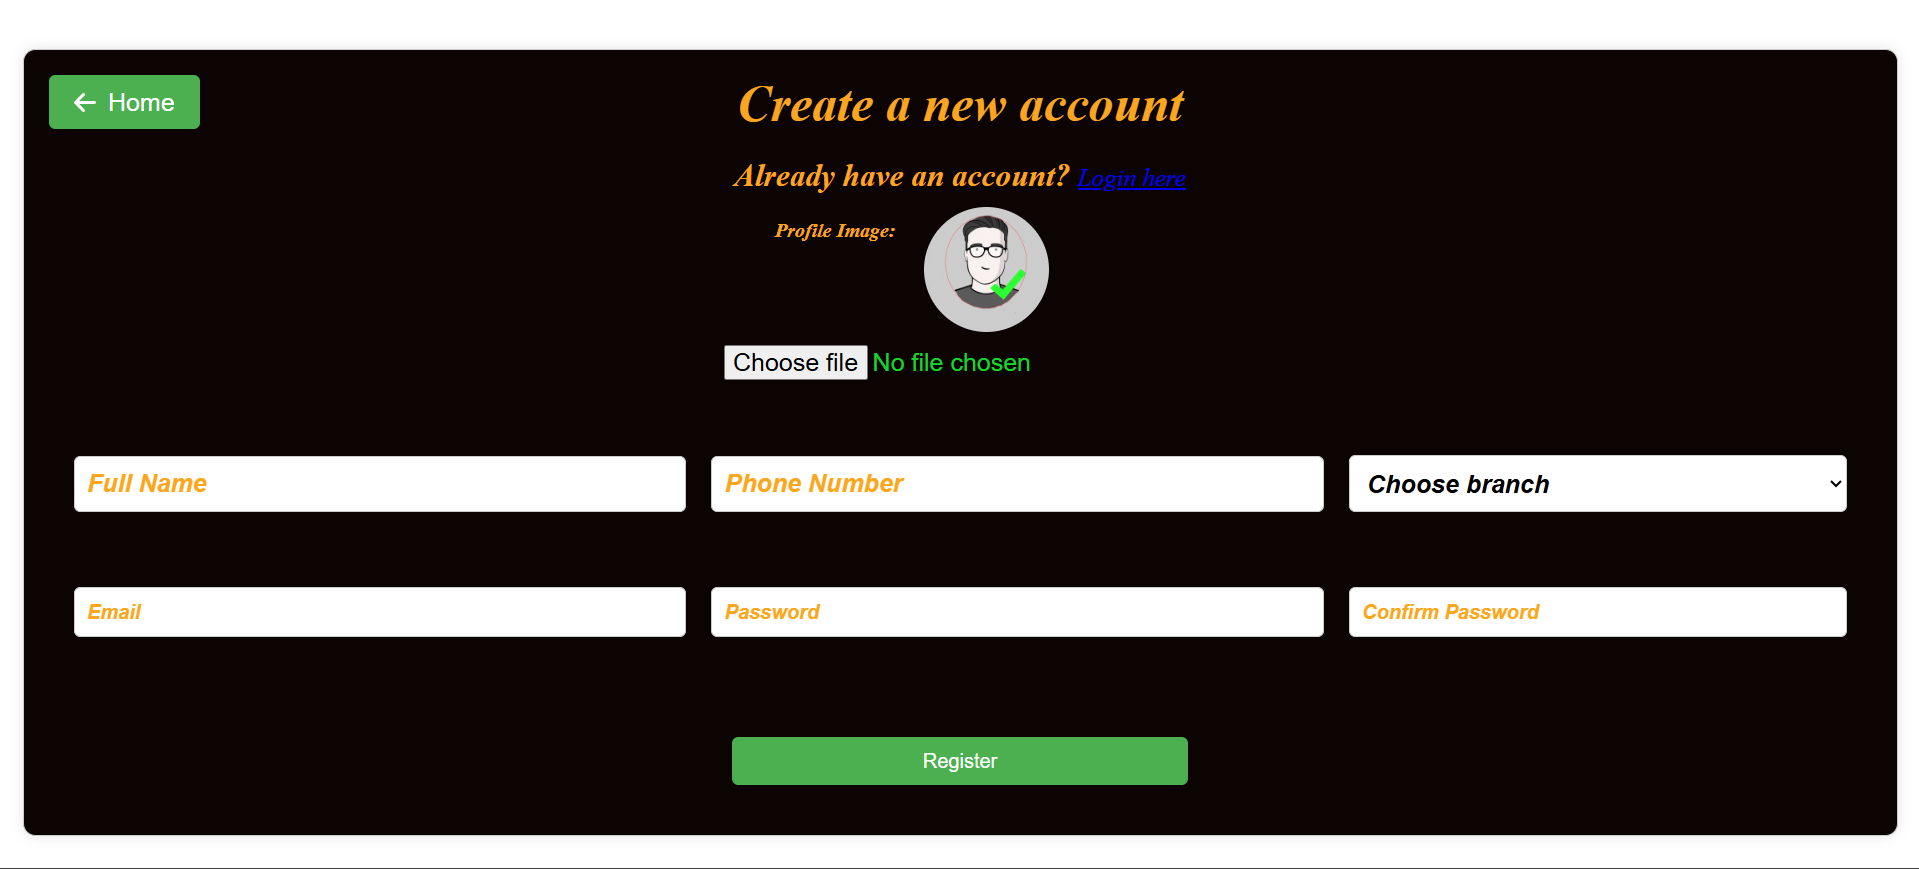 Home
Create a new account
Already have an account? Login here
Profile Image:
Choose file No file chosen
Full Name
Phone Number
Choose branch
Email
Password
Confirm Password
Register